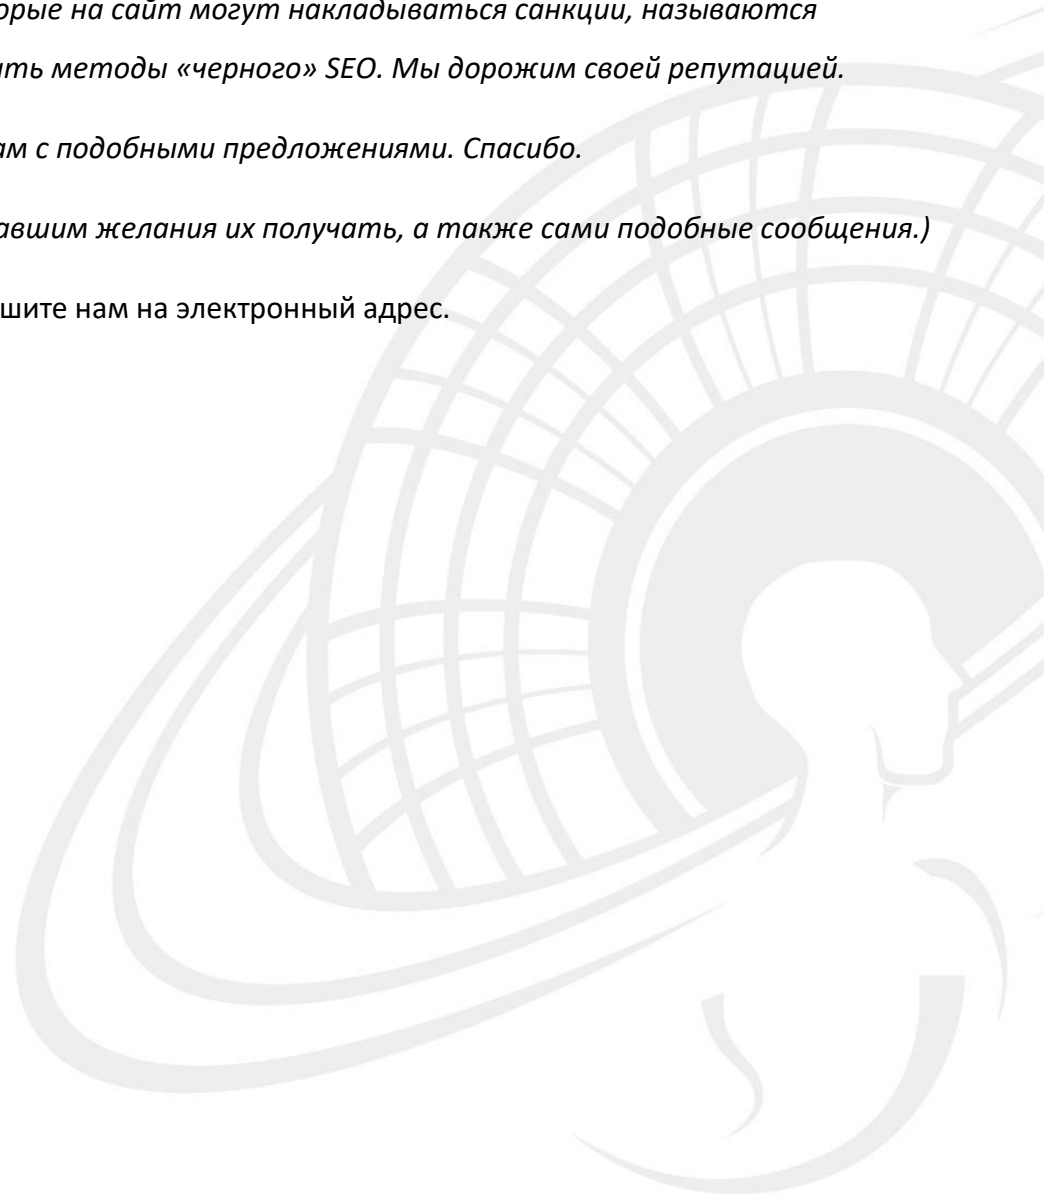 орые на сайт могут накладываться санкции, называются
ть методы «черного» SEO. Мы дорожим своей репутацией.
ам с подобными предложениями. Спасибо.
авшим желания их получать, а также сами подобные сообщения.)
шите нам на электронный адрес.